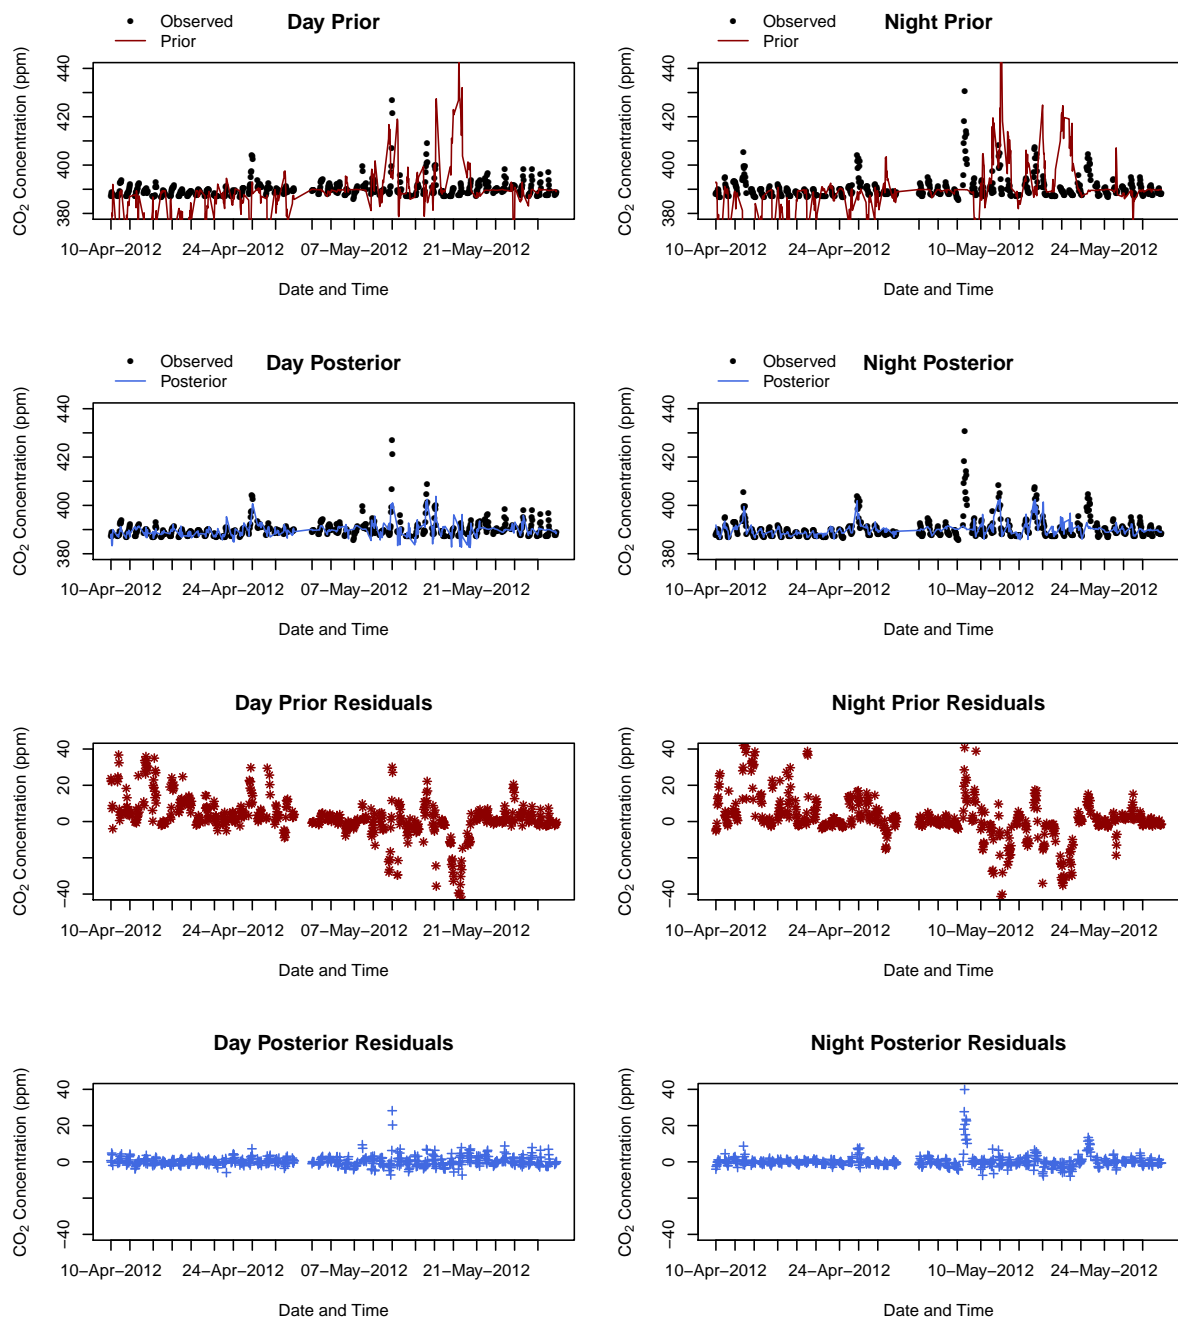 Observed
Prior
Day Prior
CO2 Concentration (ppm)
380 400 420 440
10−Apr−2012 24−Apr−2012 07−May−2012 21−May−2012
Date and Time
Observed
Prior
Night Prior
CO2 Concentration (ppm)
380 400 420 440
10−Apr−2012 24−Apr−2012 10−May−2012 24−May−2012
Date and Time
Observed
Posterior
Day Posterior
CO2 Concentration (ppm)
380 400 420 440
10−Apr−2012 24−Apr−2012 07−May−2012 21−May−2012
Date and Time
Observed
Posterior
Night Posterior
CO2 Concentration (ppm)
380 400 420 440
10−Apr−2012 24−Apr−2012 10−May−2012 24−May−2012
Date and Time
Day Prior Residuals
CO2 Concentration (ppm)
−40 0 20 40
10−Apr−2012 24−Apr−2012 07−May−2012 21−May−2012
Date and Time
Night Prior Residuals
CO2 Concentration (ppm)
−40 0 20 40
10−Apr−2012 24−Apr−2012 10−May−2012 24−May−2012
Date and Time
Day Posterior Residuals
CO2 Concentration (ppm)
−40 0 20 40
10−Apr−2012 24−Apr−2012 07−May−2012 21−May−2012
Date and Time
Night Posterior Residuals
CO2 Concentration (ppm)
−40 0 20 40
10−Apr−2012 24−Apr−2012 10−May−2012 24−May−2012
Date and Time